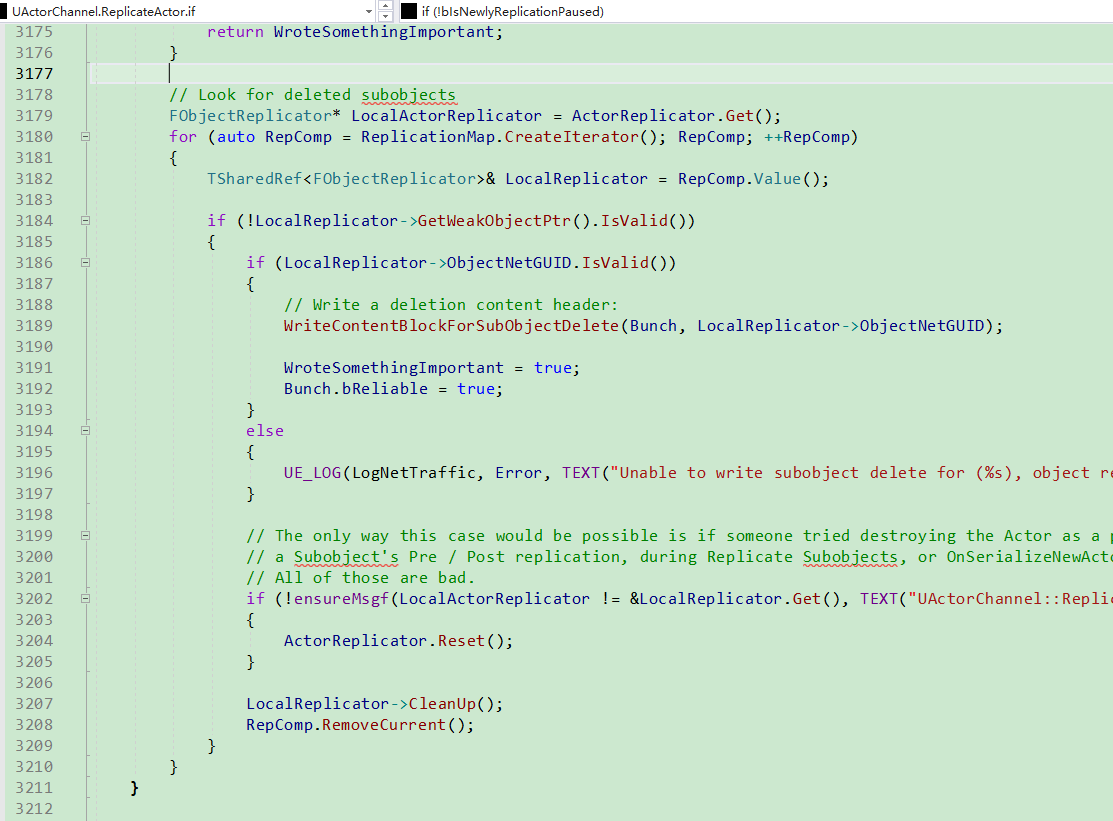 UActorChannel.ReplicateActor.if
if (!bIsNewlyReplicationPaused)
3175 return WroteSomethingImportant;
3176 }
3177
3178 // Look for deleted subobjects
3179 FObjectReplicator* LocalActorReplicator = ActorReplicator.Get();
3180 for (auto RepComp = ReplicationMap.CreateIterator(); RepComp; ++RepComp)
3181 {
3182 TSharedRef<FObjectReplicator>& LocalReplicator = RepComp.Value();
3183
3184 if (!LocalReplicator->GetWeakObjectPtr().IsValid())
3185 {
3186 if (LocalReplicator->ObjectNetGUID.IsValid())
3187 {
3188 // Write a deletion content header:
3189 WriteContentBlockForSubObjectDelete(Bunch, LocalReplicator->ObjectNetGUID);
3190
3191 WroteSomethingImportant = true;
3192 Bunch.bReliable = true;
3193 }
3194 else
3195 {
3196 UE_LOG(LogNetTraffic, Error, TEXT("Unable to write subobject delete for (%s), object re
3197 }
3198
3199 // The only way this case would be possible is if someone tried destroying the Actor as a p
3200 // a Subobject's Pre / Post replication, during Replicate Subobjects, or OnSerializeNewActo
3201 // All of those are bad.
3202 if (!ensureMsgf(LocalActorReplicator != &LocalReplicator.Get(), TEXT("UActorChannel::Replic
3203 {
3204 ActorReplicator.Reset();
3205 }
3206
3207 LocalReplicator->CleanUp();
3208 RepComp.RemoveCurrent();
3209 }
3210 }
3211 }
3212